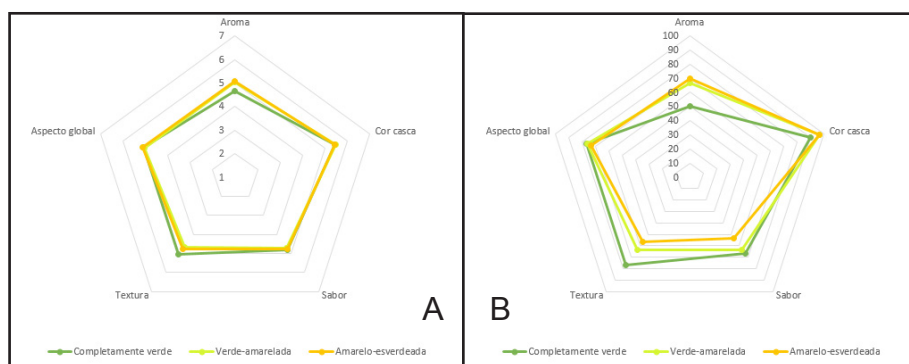 Aroma
7
6
5
4
3
2
1
Aspecto global
Cor casca
Textura
Sabor
A
Completamente verde
Verde-amarelada
Amarelo-esverdeada
Aroma
100
90
80
70
60
50
40
30
20
10
0
Aspecto global
Cor casca
Textura
Sabor
B
Completamente verde
Verde-amarelada
Amarelo-esverdeada